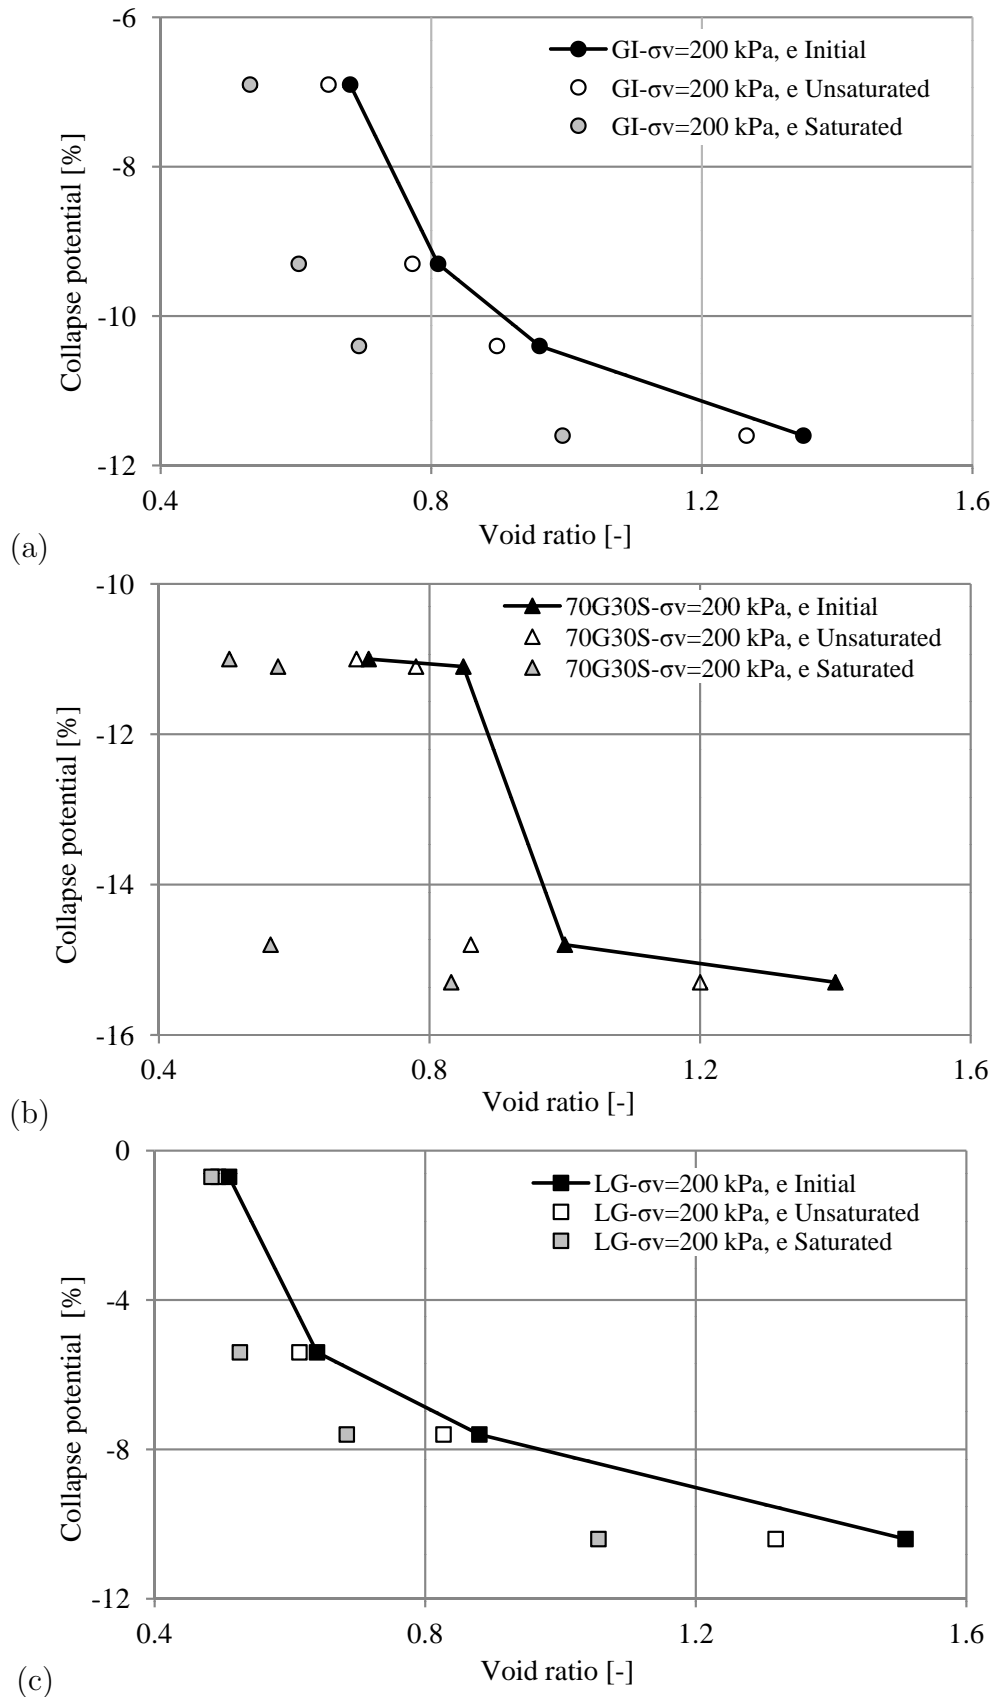 -6
GI-σv=200 kPa, e Initial
GI-σv=200 kPa, e Unsaturated
GI-σv=200 kPa, e Saturated
-8
Collapse potential [%]
-10
-12
0.4 0.8 1.2 1.6
Void ratio [-]
(a)
-10
70G30S-σv=200 kPa, e Initial
70G30S-σv=200 kPa, e Unsaturated
70G30S-σv=200 kPa, e Saturated
-12
Collapse potential [%]
-14
-16
0.4 0.8 1.2 1.6
Void ratio [-]
(b)
0
LG-σv=200 kPa, e Initial
LG-σv=200 kPa, e Unsaturated
LG-σv=200 kPa, e Saturated
-4
Collapse potential [%]
-8
-12
0.4 0.8 1.2 1.6
Void ratio [-]
(c)